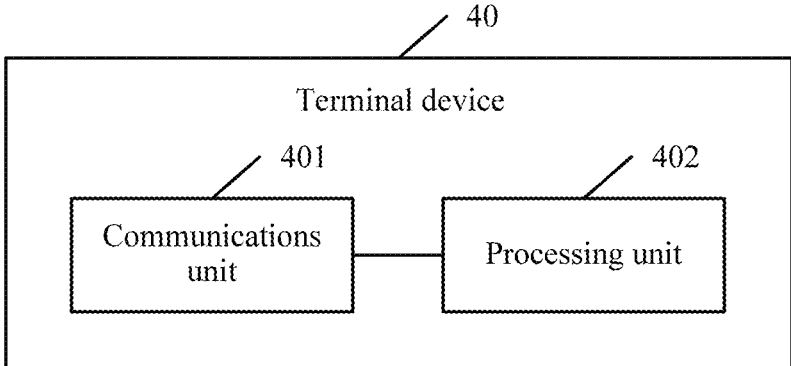 40
Terminal device
401
402
Communications
unit
Processing unit